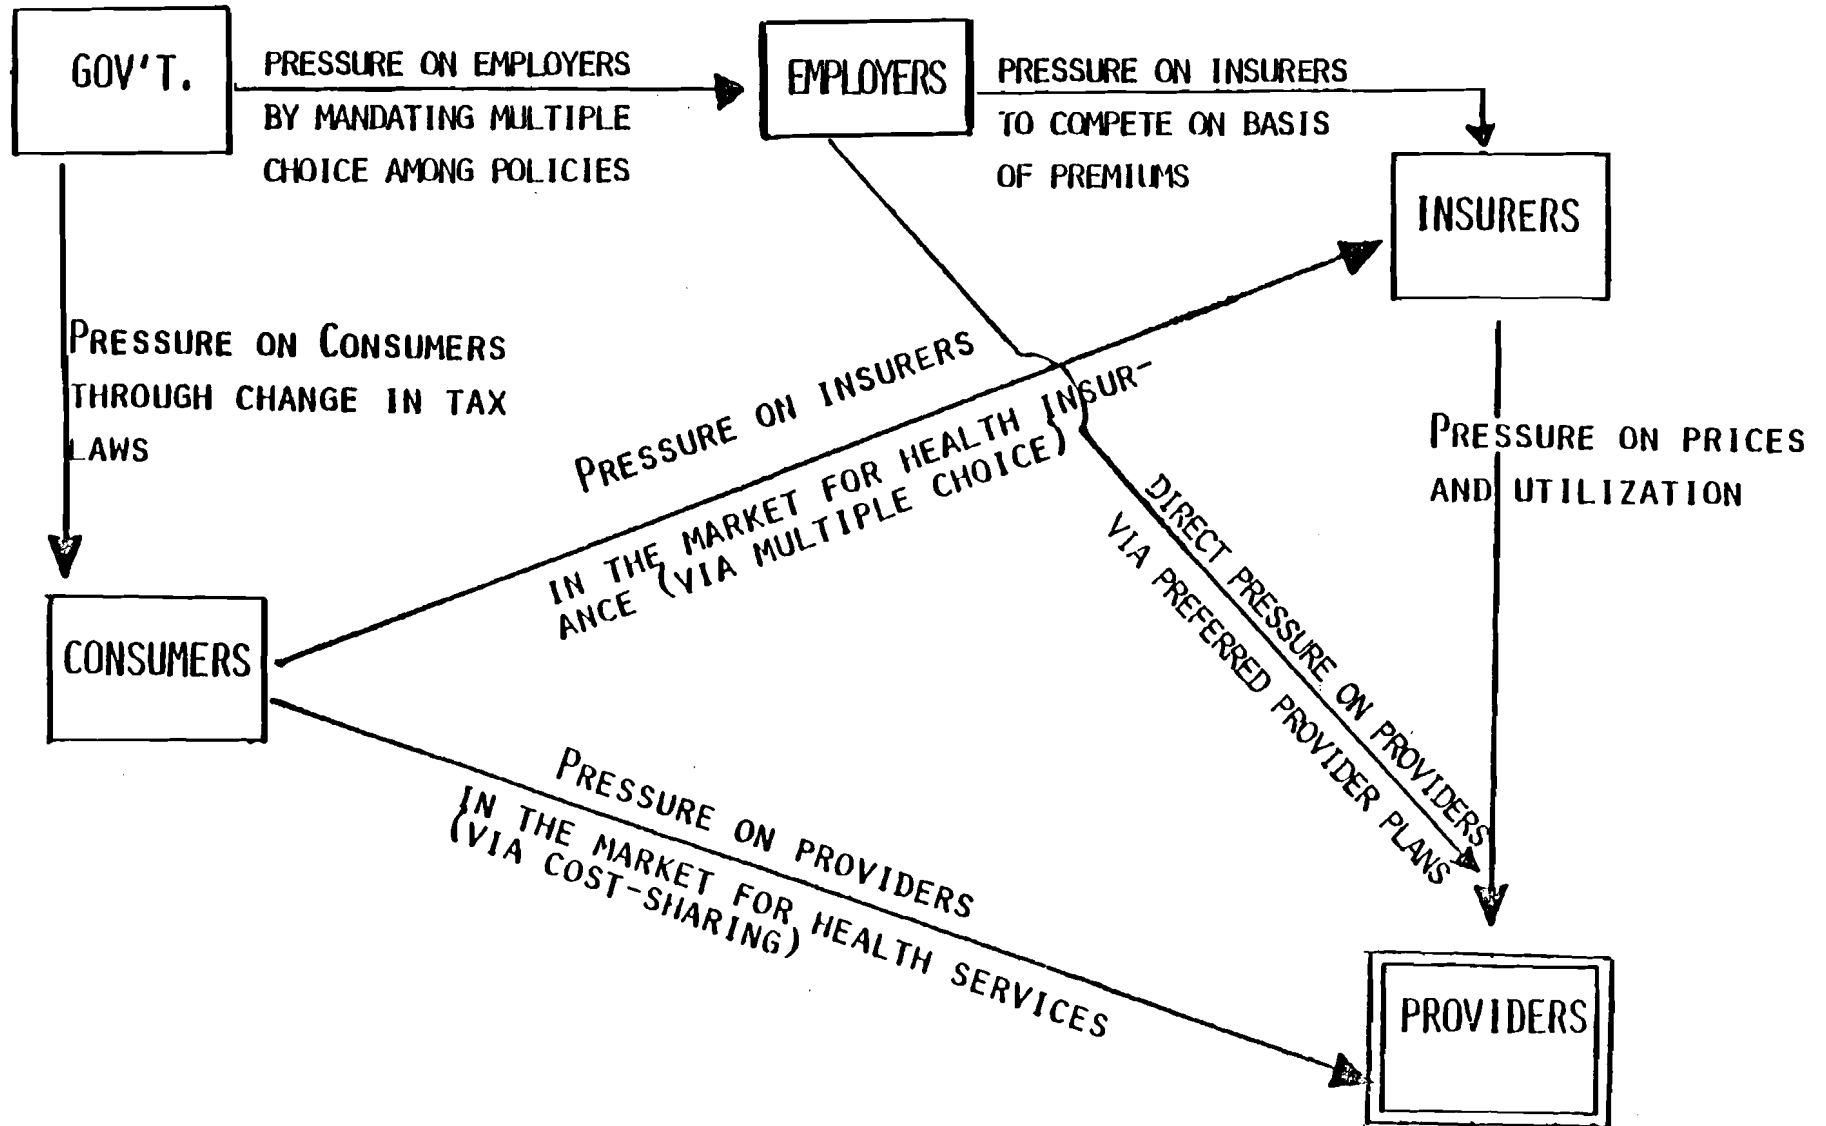 GOV'T.
PRESSURE ON EMPLOYERS
BY MANDATING MULTIPLE
CHOICE AMONG POLICIES
EMPLOYERS
PRESSURE ON INSURERS
TO COMPETE ON BASIS
OF PREMIUMS
INSURERS
PRESSURE ON CONSUMERS
THROUGH CHANGE IN TAX
LAWS
PRESSURE ON INSURERS
IN THE MARKET FOR HEALTH INSUR-
ANCE (VIA MULTIPLE CHOICE)
PRESSURE ON PRICES
AND UTILIZATION
DIRECT PRESSURE ON PROVIDERS
VIA PREFERRED PROVIDER PLANS
CONSUMERS
PRESSURE ON PROVIDERS
IN THE MARKET FOR HEALTH SERVICES
(VIA COST-SHARING)
PROVIDERS